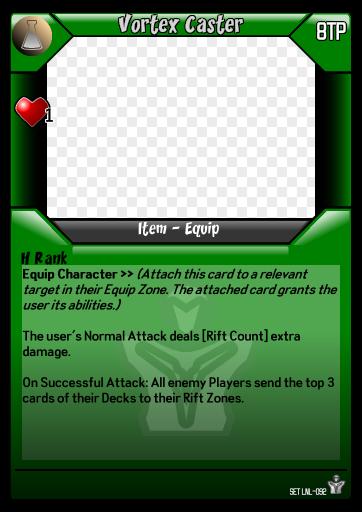 Vortex Caster
8TP
1
Item - Equip
H Rank
Equip Character >> (Attach this card to a relevant
target in their Equip Zone. The attached card grants the
user its abilities.)
The user's Normal Attack deals [Rift Count] extra
damage.
On Successful Attack: All enemy Players send the top 3
cards of their Decks to their Rift Zones.
SET LNL-092